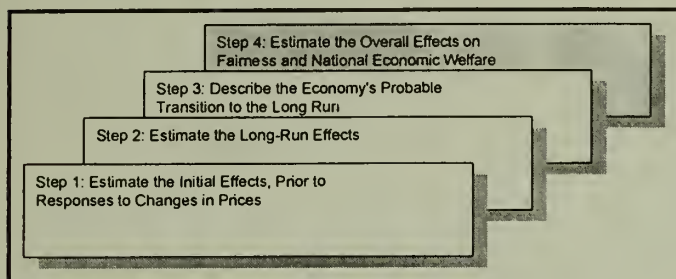 Step 4: Estimate the Overall Effects on
Fairness and National Economic Welfare
Step 3: Describe the Economy's Probable
Transition to the Long Run
Step 2: Estimate the Long-Run Effects
Step 1: Estimate the Initial Effects, Prior to
Responses to Changes in Prices